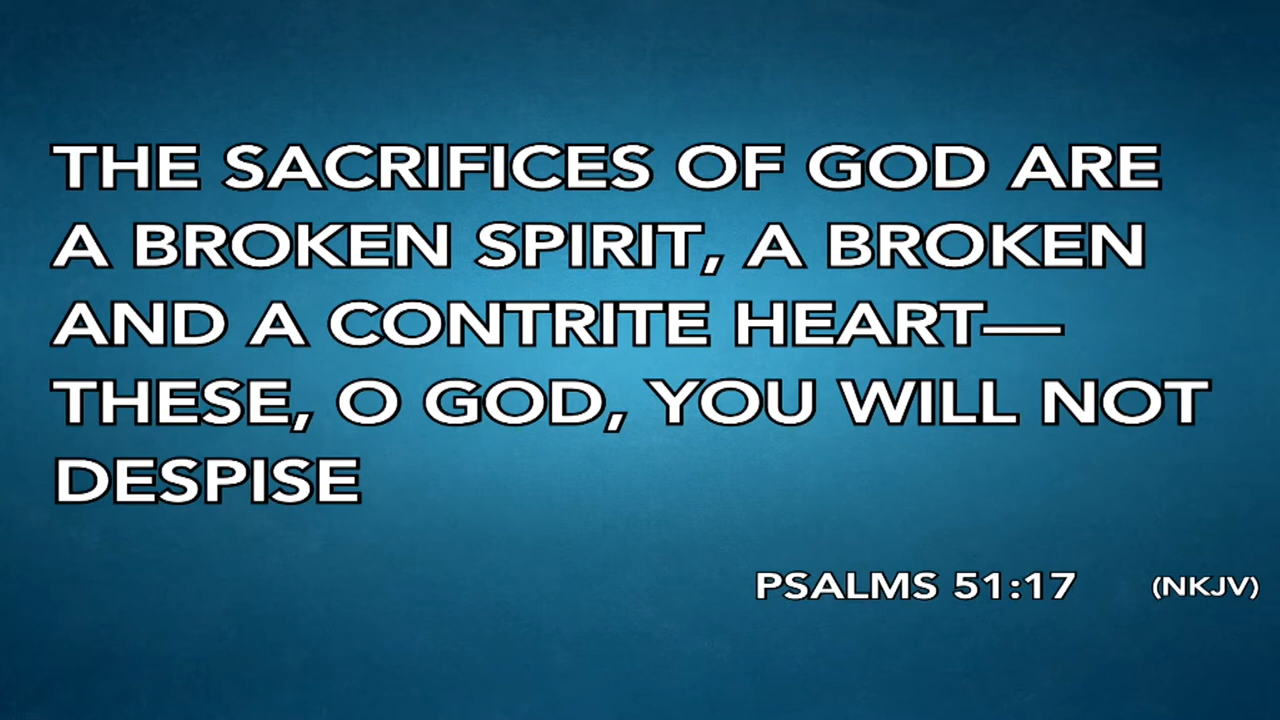 THE SACRIFICES OF GOD ARE
A BROKEN SPIRIT, A BROKEN
AND A CONTRITE HEART—
THESE, O GOD, YOU WILL NOT
DESPISE
PSALMS 51:17 (NKJV)